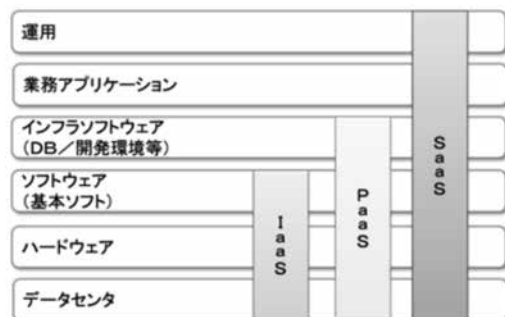 運用
業務アプリケーション
インフラソフトウェア
(DB/開発環境等)
ソフトウェア
(基本ソフト)
ハードウェア
データセンタ
IaaS
PaaS
SaaS